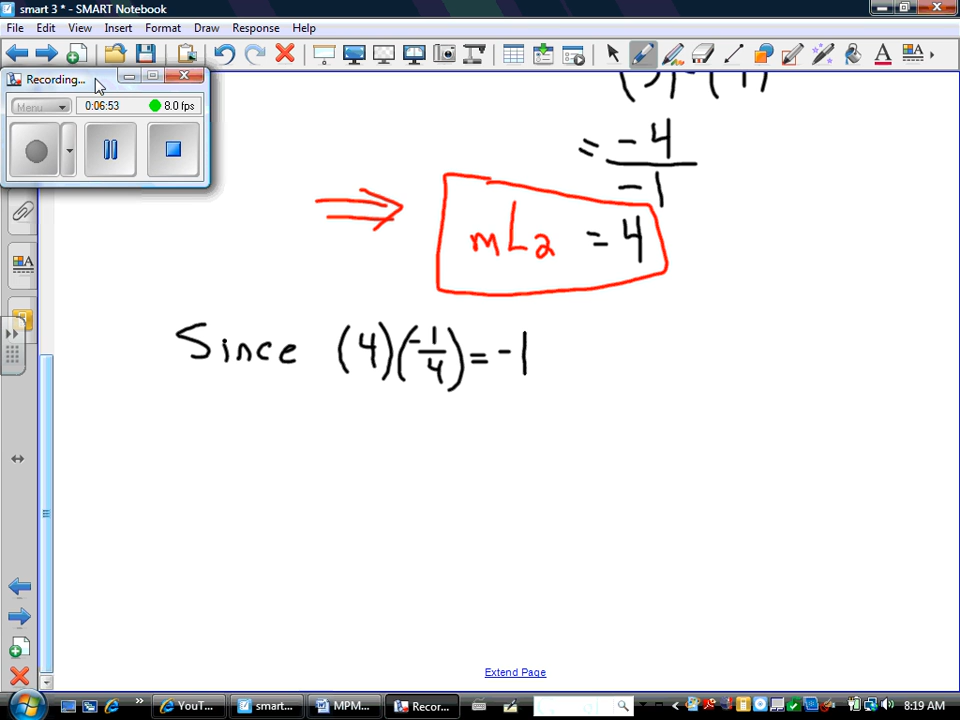 smart 3 * - SMART Notebook
File Edit View Insert Format Draw Response Help
Recording...
Menu 0:06:53 8.0 fps
= -4
-1
mL2 = 4
Since (4)(-1/4) = -1
Extend Page
YouT... smart... MPM... Recor... 8:19 AM